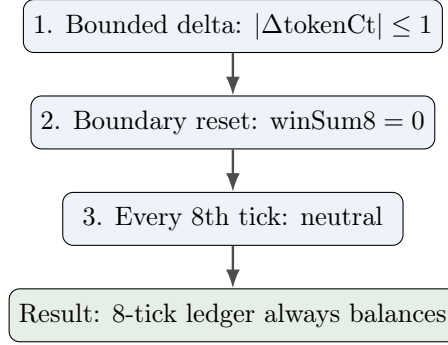 1. Bounded delta: |ΔtokenCt| ≤ 1
2. Boundary reset: winSum8 = 0
3. Every 8th tick: neutral
Result: 8-tick ledger always balances